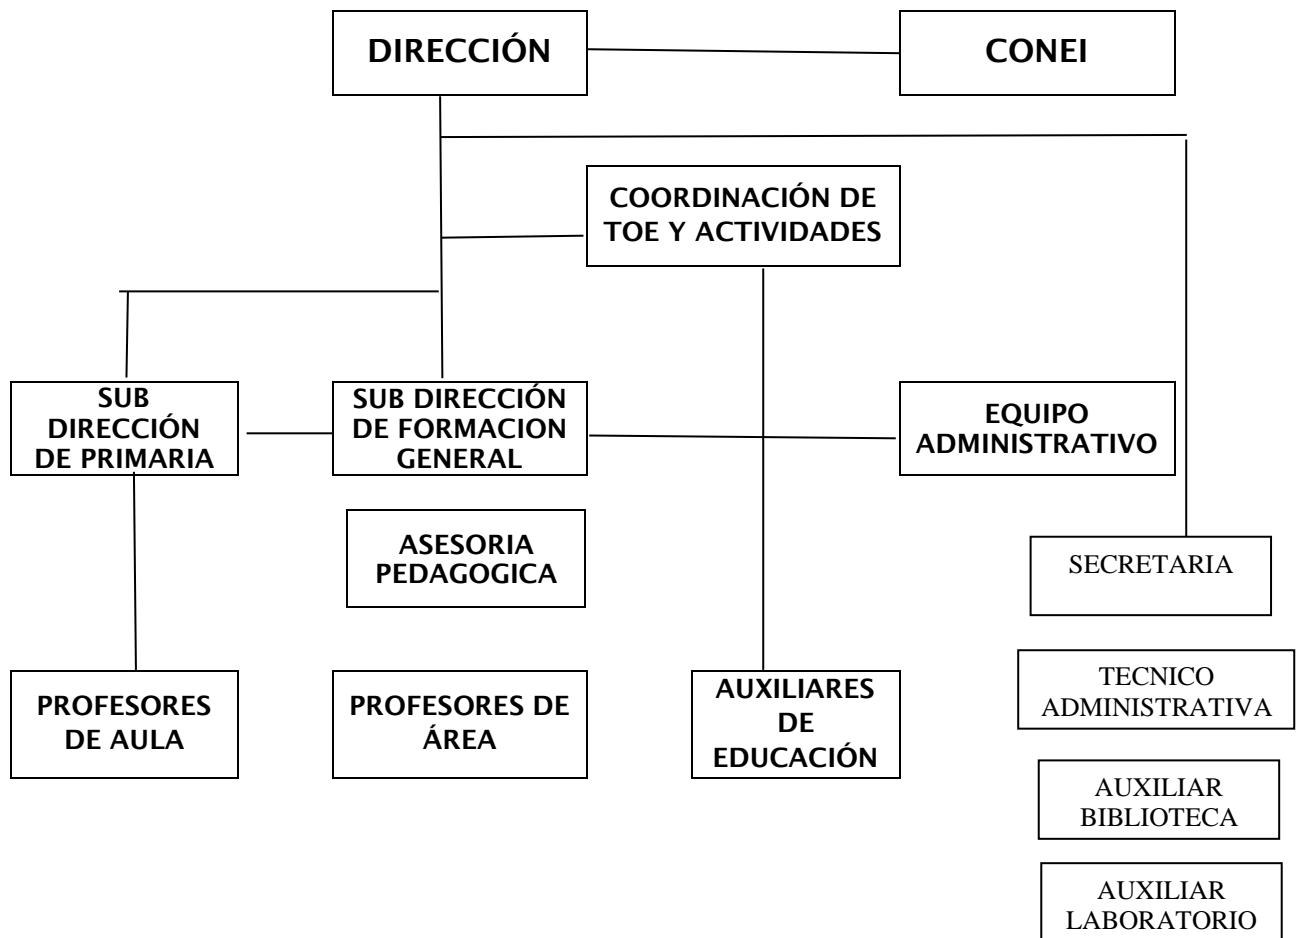 DIRECCIÓN
CONEI
COORDINACIÓN DE
TOE Y ACTIVIDADES
SUB
DIRECCIÓN
DE PRIMARIA
SUB DIRECCIÓN
DE FORMACION
GENERAL
EQUIPO
ADMINISTRATIVO
ASESORIA
PEDAGOGICA
SECRETARIA
PROFESORES
DE AULA
PROFESORES DE
ÁREA
AUXILIARES
DE
EDUCACIÓN
TECNICO
ADMINISTRATIVA
AUXILIAR
BIBLIOTECA
AUXILIAR
LABORATORIO